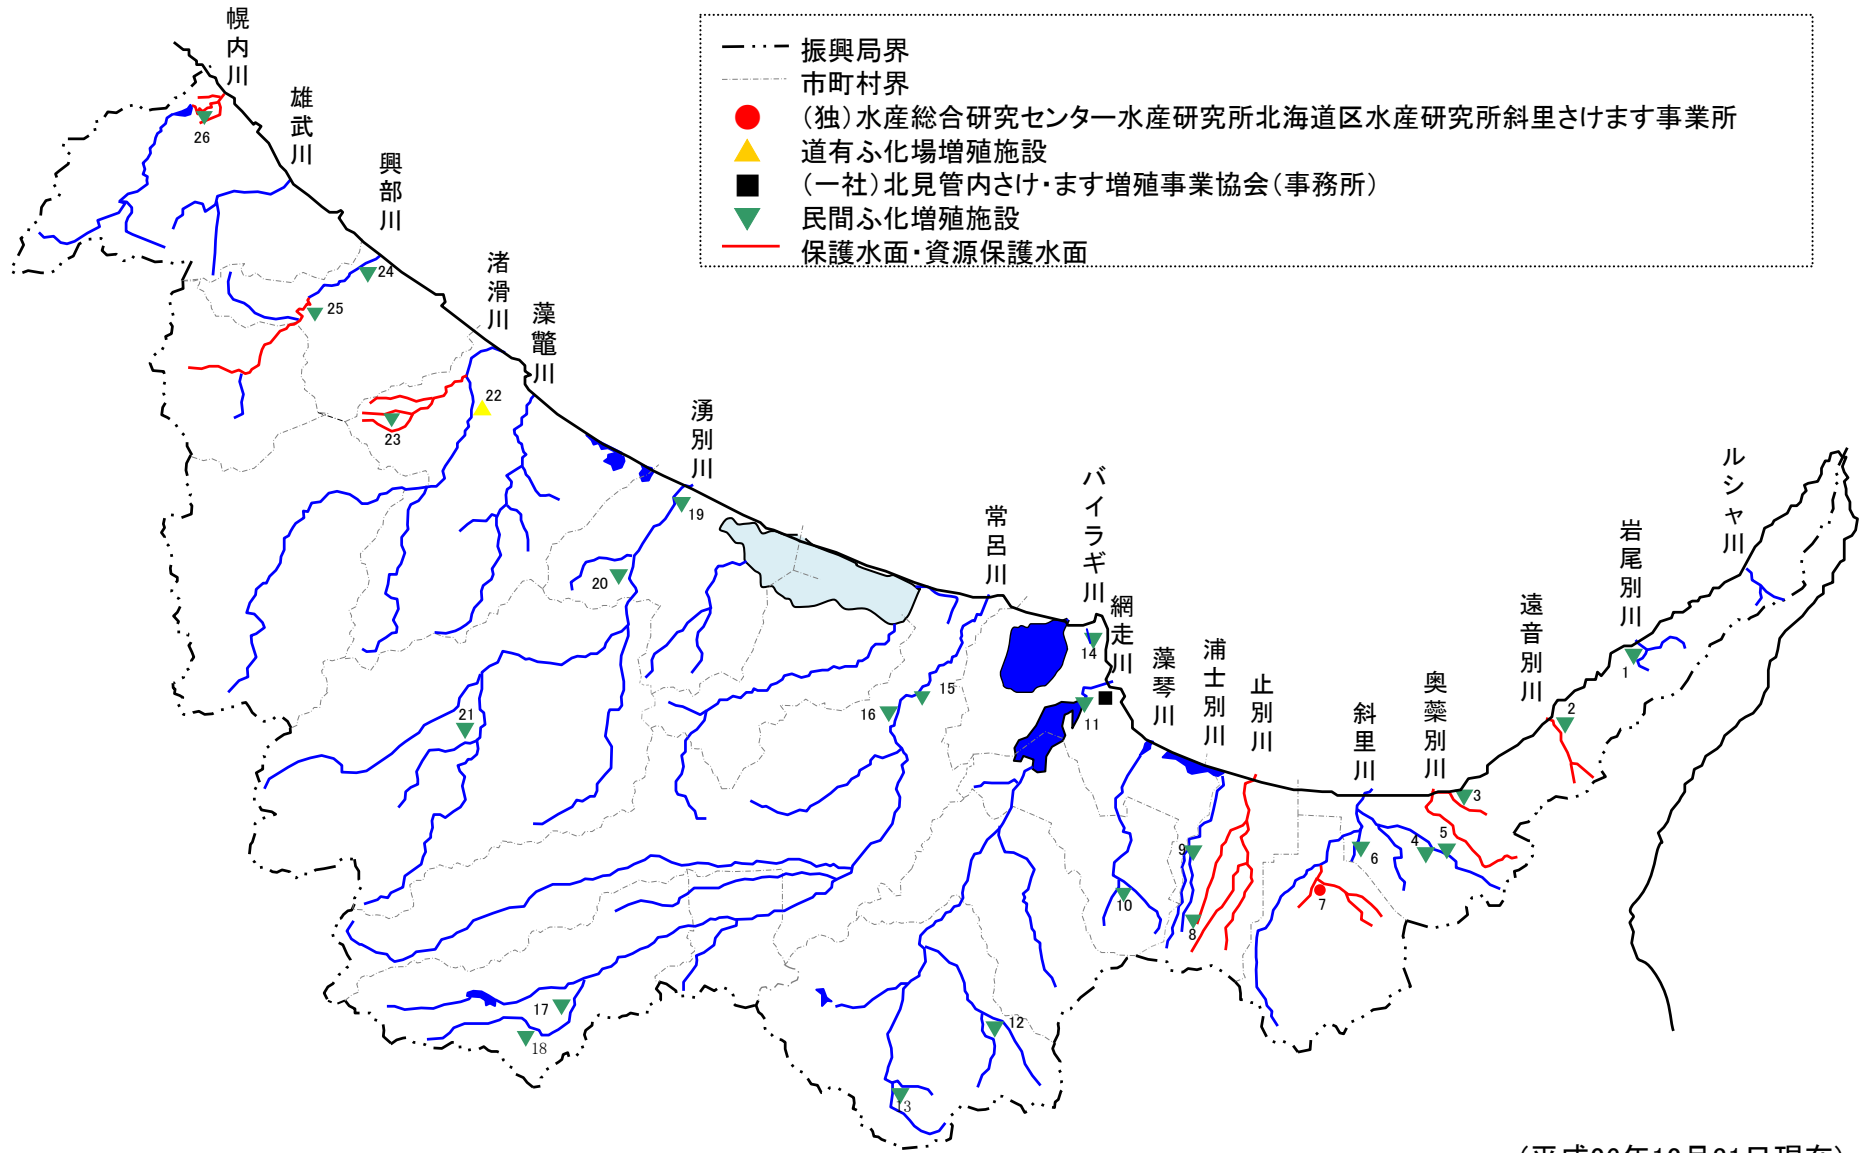 振興局界
市町村界
(独)水産総合研究センター水産研究所北海道区水産研究所斜里さけます事業所
道有ふ化場増殖施設
(一社)北見管内さけ・ます増殖事業協会(事務所)
民間ふ化増殖施設
保護水面・資源保護水面
幌内川
雄武川
興部川
渚滑川
藻鼈川
湧別川
常呂川
バイラギ川
網走川
藻琴川
浦士別川
止別川
斜里川
奥蘂別川
遠音別川
岩尾別川
ルシャ川
26
24
25
22
23
19
20
21
15
16
14
11
1
2
3
4
5
6
7
8
9
10
12
13
17
18